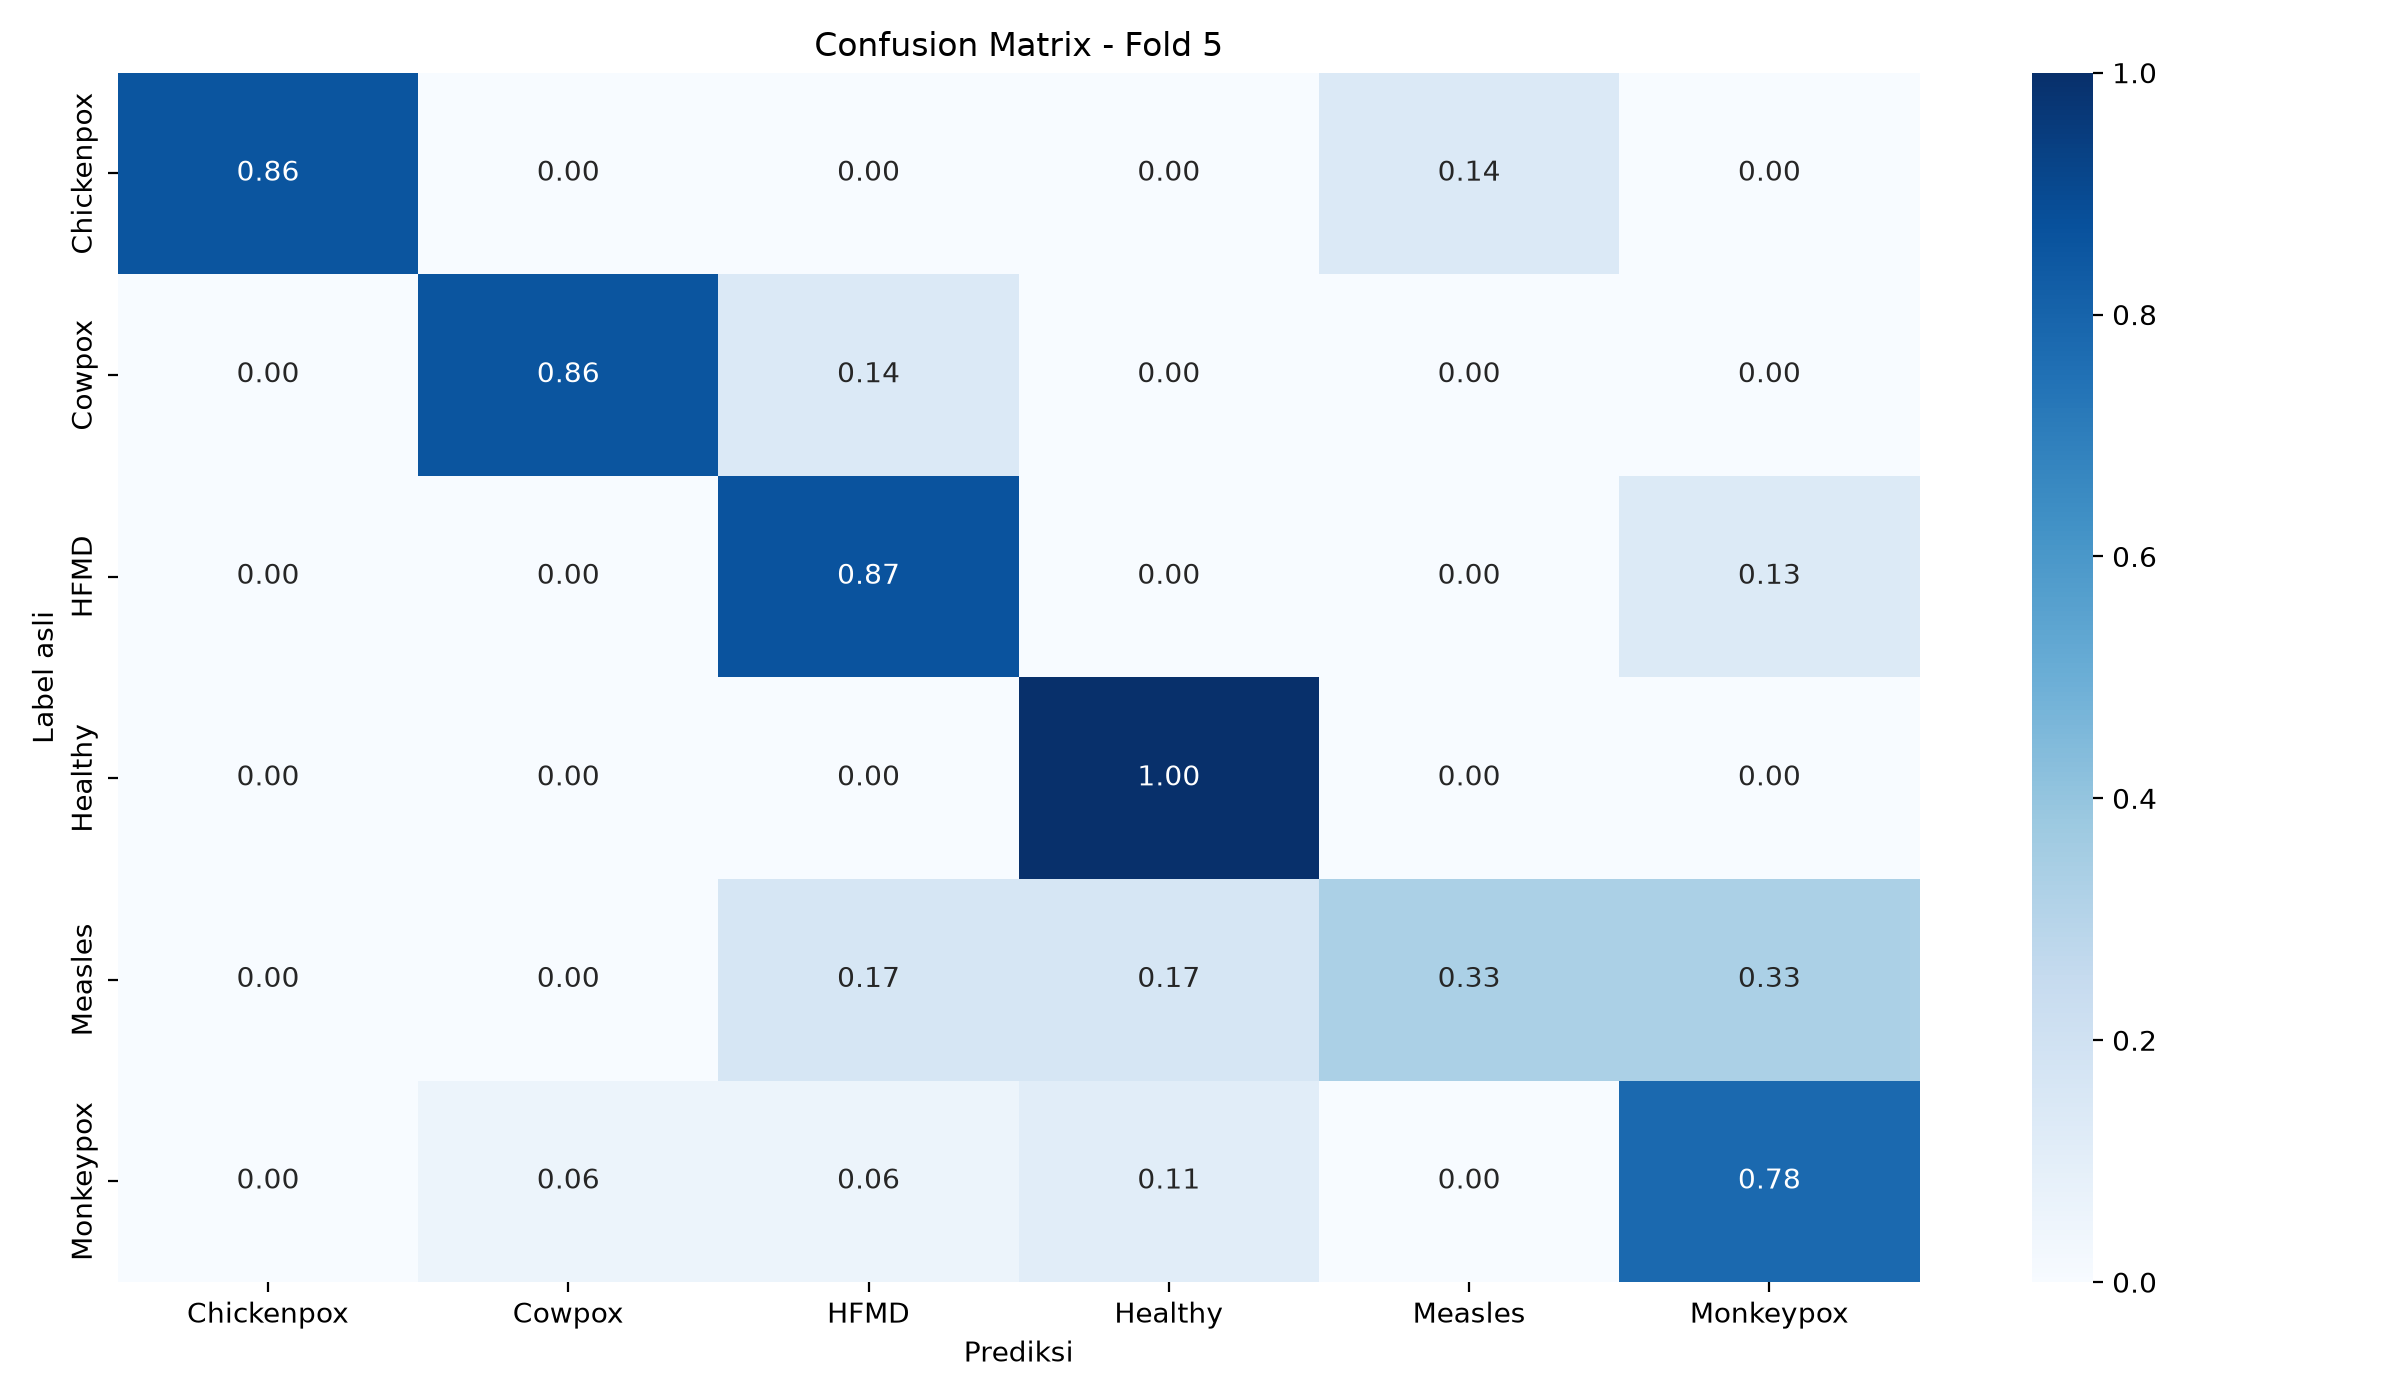 Confusion Matrix - Fold 5
Label asli
Chickenpox 0.86 0.00 0.00 0.00 0.14 0.00
Cowpox 0.00 0.86 0.14 0.00 0.00 0.00
HFMD 0.00 0.00 0.87 0.00 0.00 0.13
Healthy 0.00 0.00 0.00 1.00 0.00 0.00
Measles 0.00 0.00 0.17 0.17 0.33 0.33
Monkeypox 0.00 0.06 0.06 0.11 0.00 0.78
Chickenpox Cowpox HFMD Healthy Measles Monkeypox
Prediksi
1.0
0.8
0.6
0.4
0.2
0.0